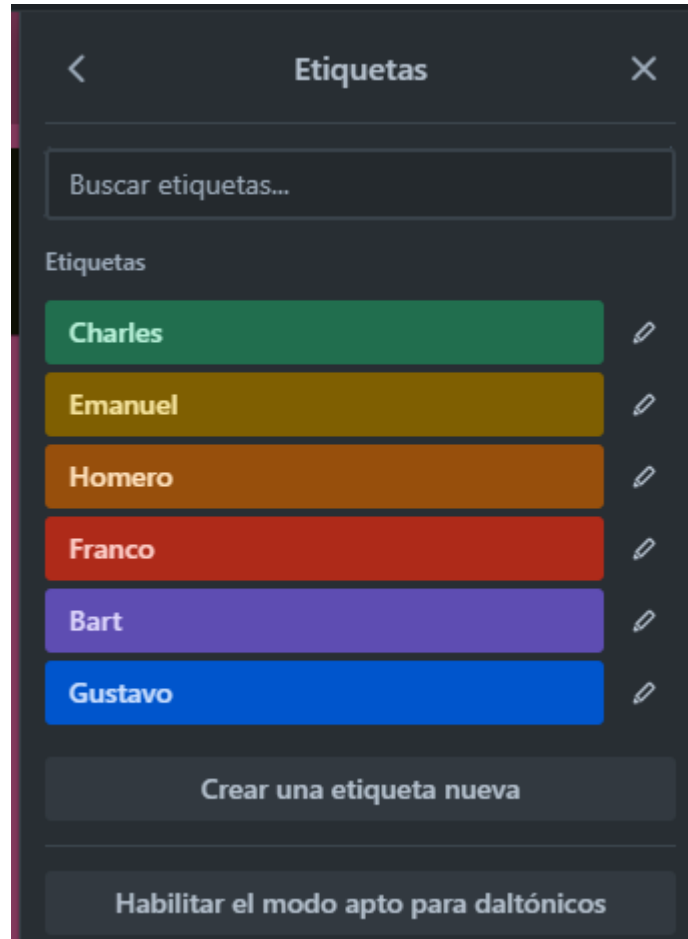 Etiquetas
Buscar etiquetas...
Etiquetas
Charles
Emanuel
Homero
Franco
Bart
Gustavo
Crear una etiqueta nueva
Habilitar el modo apto para daltónicos